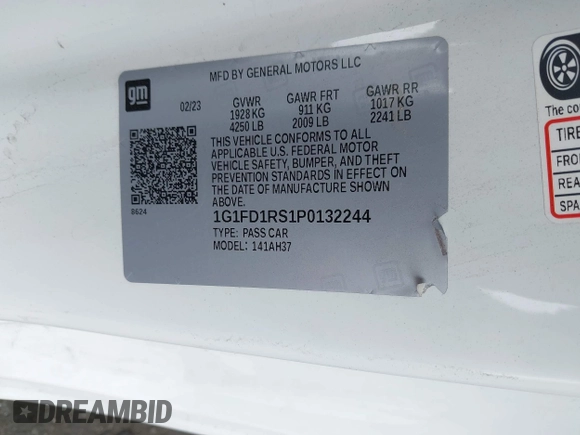 MFD BY GENERAL MOTORS LLC
gm
02/23
GVWR
1928 KG
4250 LB
GAWR FRT
911 KG
2009 LB
GAWR RR
1017 KG
2241 LB
THIS VEHICLE CONFORMS TO ALL
APPLICABLE U.S. FEDERAL MOTOR
VEHICLE SAFETY, BUMPER, AND THEFT
PREVENTION STANDARDS IN EFFECT ON
THE DATE OF MANUFACTURE SHOWN
ABOVE.
8624
1G1FD1RS1P0132244
TYPE: PASS CAR
MODEL: 141AH37
The
TIRE
FRO
REA
SPA
DREAMBID